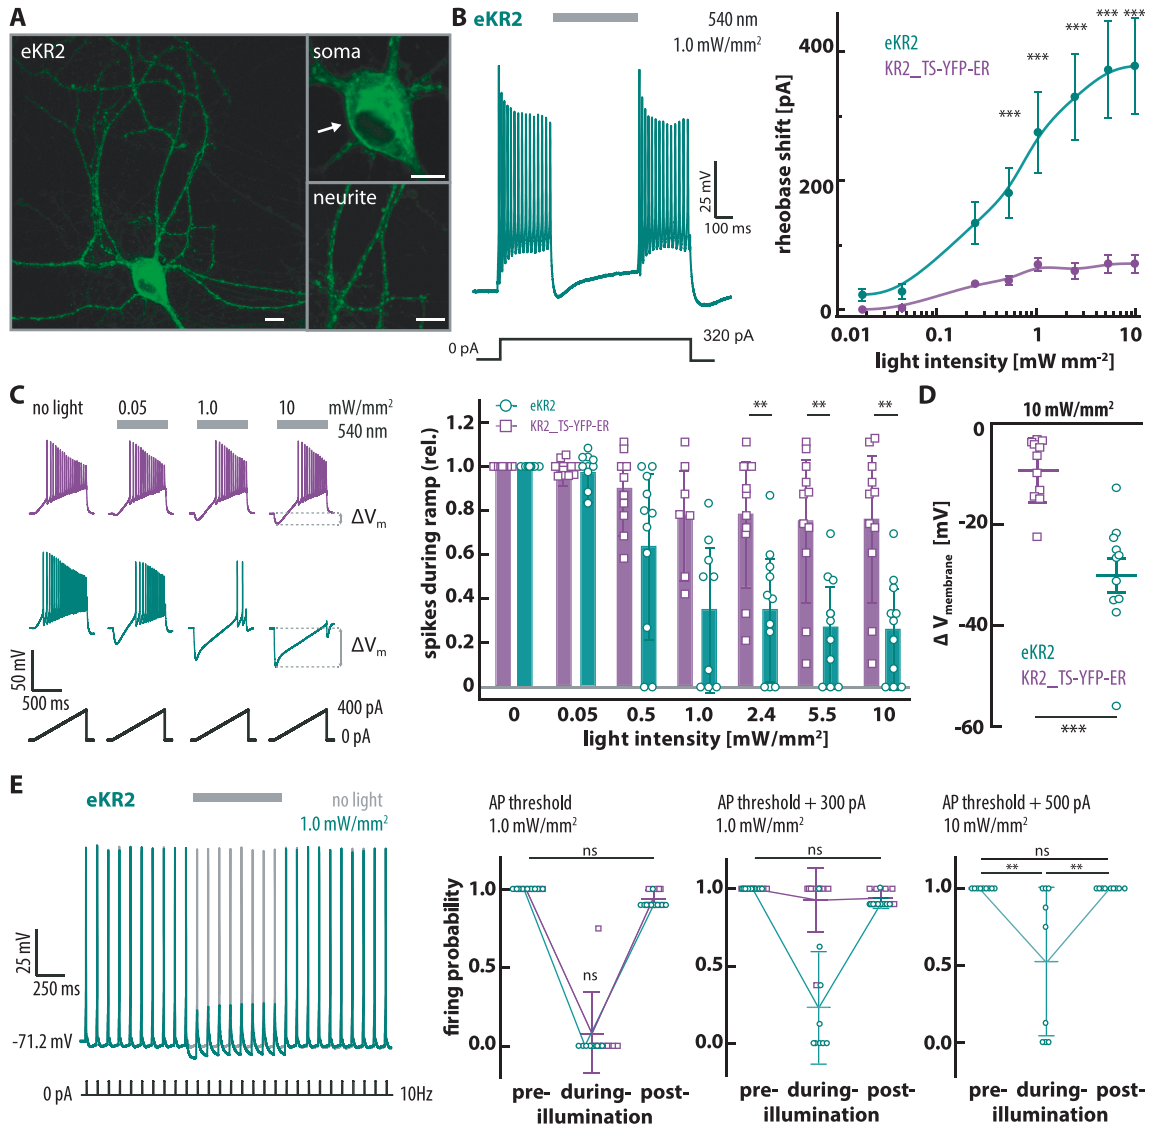 A
eKR2
soma
neurite
B
eKR2
540 nm
1.0 mW/mm²
25 mV
100 ms
0 pA
320 pA
eKR2
KR2_TS-YFP-ER
***
***
***
***
***
rheobase shift [pA]
400
200
0
0.01
0.1
1
10
light intensity [mW mm⁻²]
C
no light
0.05
1.0
10
mW/mm²
540 nm
ΔVm
ΔVm
50 mV
500 ms
400 pA
0 pA
eKR2
KR2_TS-YFP-ER
**
**
**
spikes during ramp (rel.)
1.2
1.0
0.8
0.6
0.4
0.2
0
0
0.05
0.5
1.0
2.4
5.5
10
light intensity [mW/mm²]
D
10 mW/mm²
Δ Vmembrane [mV]
0
-20
-40
-60
eKR2
KR2_TS-YFP-ER
***
E
eKR2
no light
1.0 mW/mm²
25 mV
250 ms
-71.2 mV
0 pA
10Hz
AP threshold
1.0 mW/mm²
ns
ns
firing probability
1.0
0.5
0.0
pre- during- post-
illumination
AP threshold + 300 pA
1.0 mW/mm²
ns
1.0
0.5
0.0
pre- during- post-
illumination
AP threshold + 500 pA
10 mW/mm²
ns
**
**
1.0
0.5
0.0
pre- during- post-
illumination